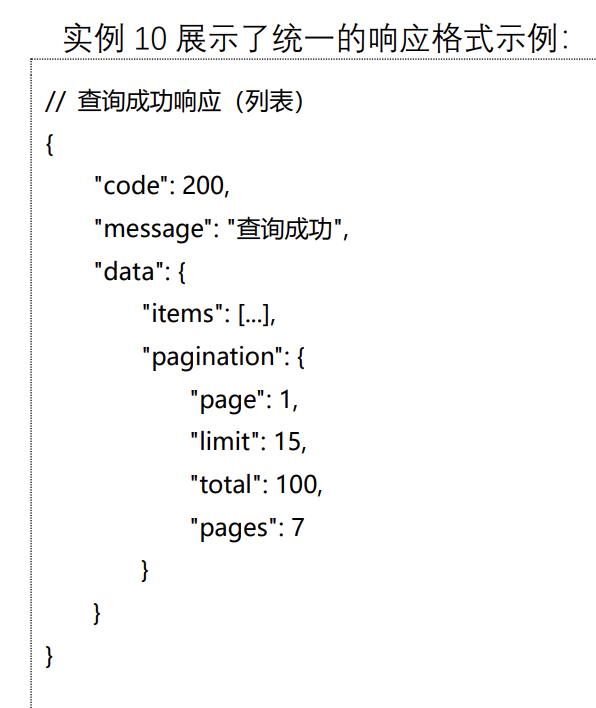 实例 10 展示了统一的响应格式示例：
// 查询成功响应（列表）
{
"code": 200,
"message": "查询成功",
"data": {
"items": [...],
"pagination": {
"page": 1,
"limit": 15,
"total": 100,
"pages": 7
}
}
}